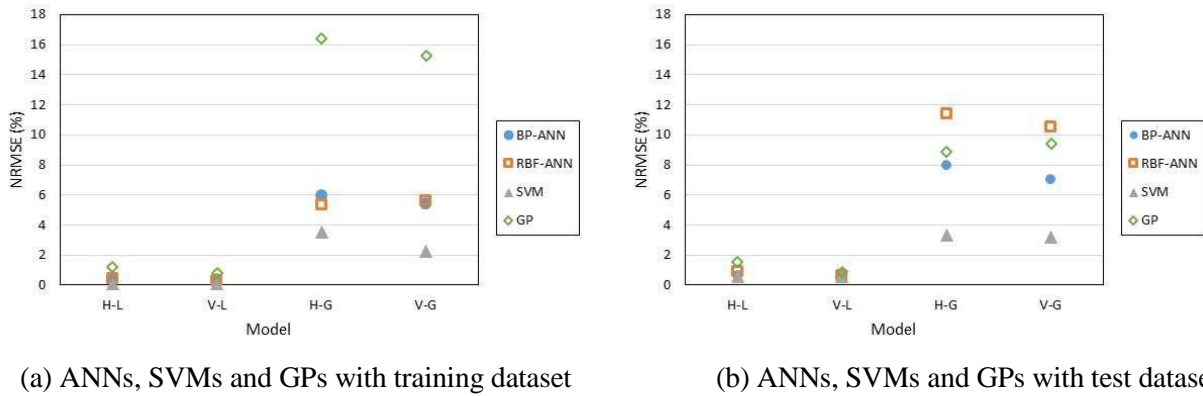 18
16
14
12
10
8
6
4
2
0
NRMSE (%)
H-L V-L H-G V-G
Model
BP-ANN
RBF-ANN
SVM
GP
(a) ANNs, SVMs and GPs with training dataset
18
16
14
12
10
8
6
4
2
0
NRMSE (%)
H-L V-L H-G V-G
Model
BP-ANN
RBF-ANN
SVM
GP
(b) ANNs, SVMs and GPs with test datase